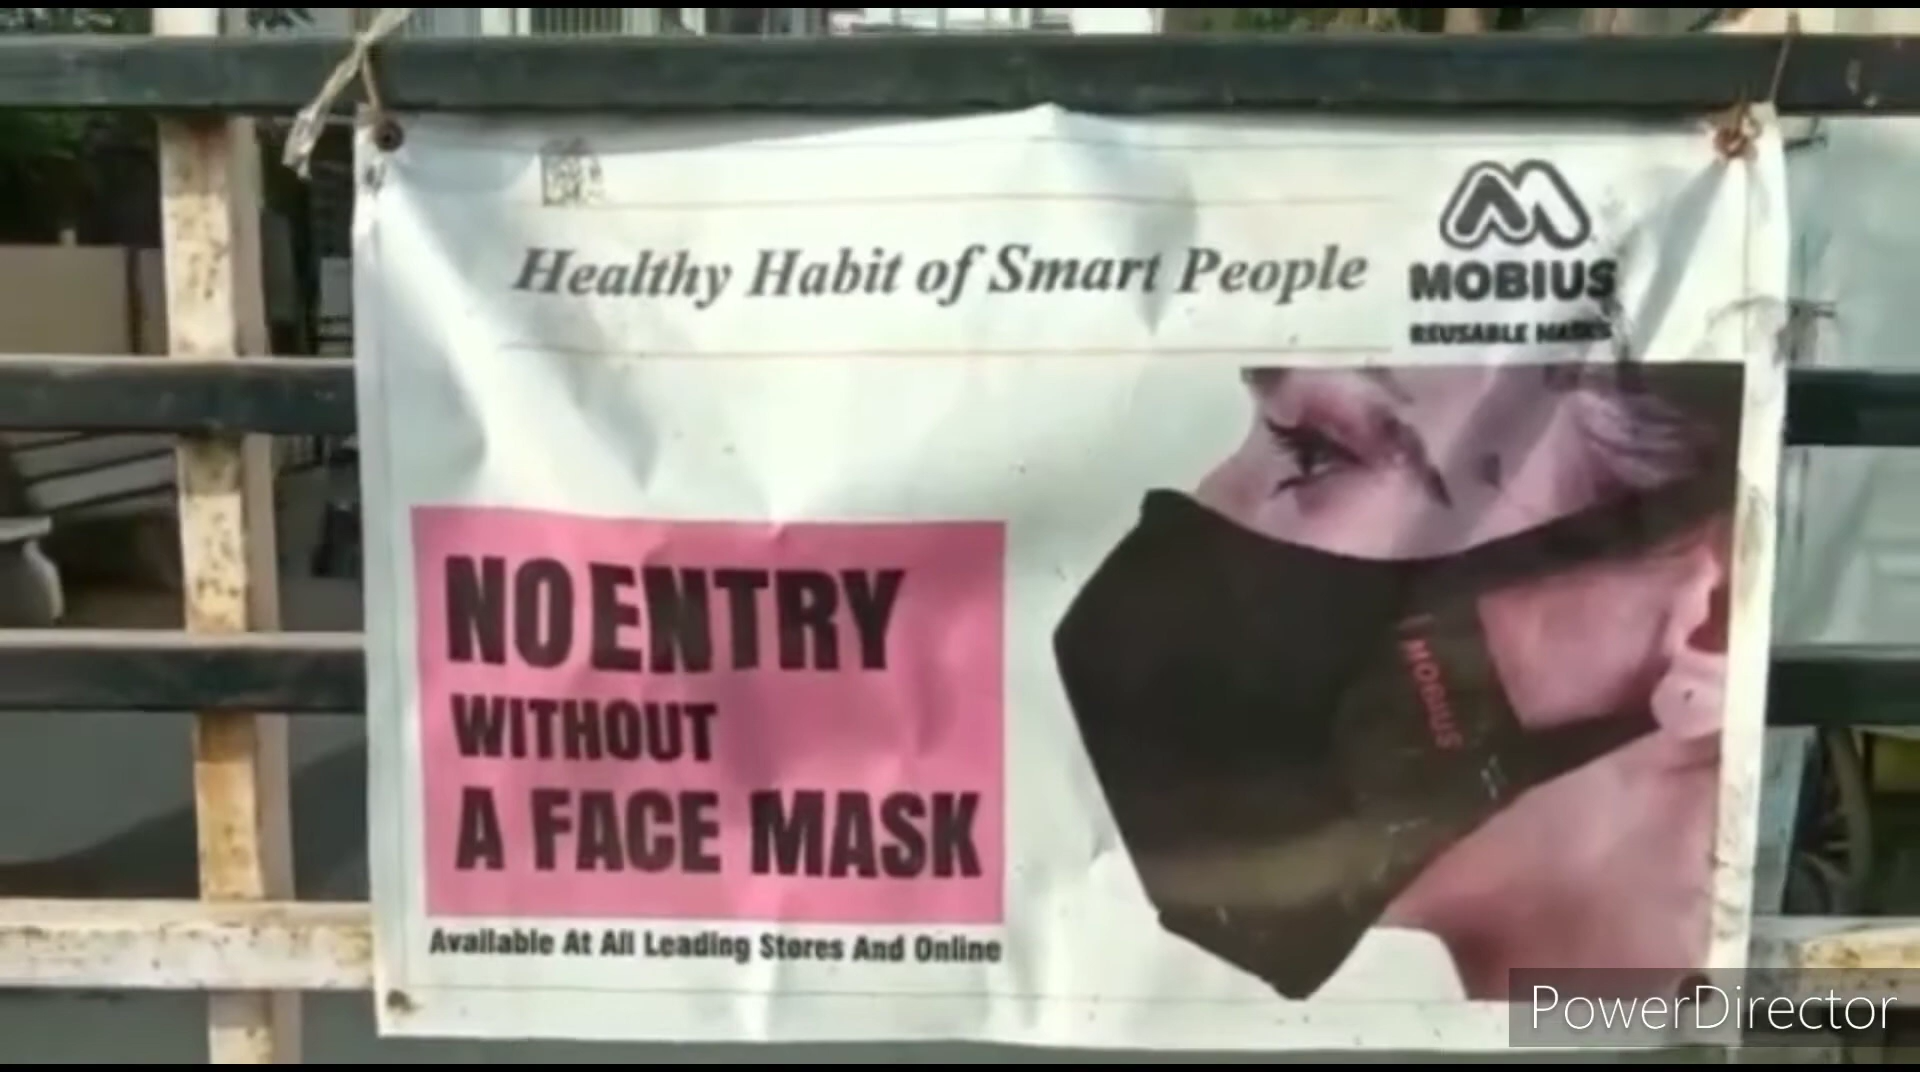 Healthy Habit of Smart People
MOBIUS
REUSABLE MASKS
NO ENTRY
WITHOUT
A FACE MASK
MOBIUS
Available At All Leading Stores And Online
PowerDirector